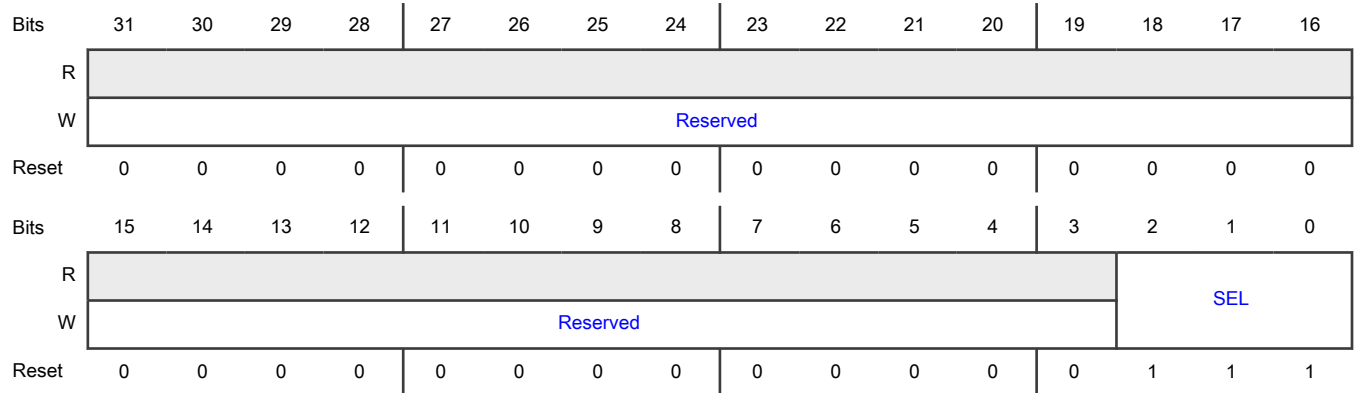 Bits 31 30 29 28 27 26 25 24 23 22 21 20 19 18 17 16
R
W Reserved
Reset 0 0 0 0 0 0 0 0 0 0 0 0 0 0 0 0
Bits 15 14 13 12 11 10 9 8 7 6 5 4 3 2 1 0
R
SEL
W Reserved
Reset 0 0 0 0 0 0 0 0 0 0 0 0 0 1 1 1